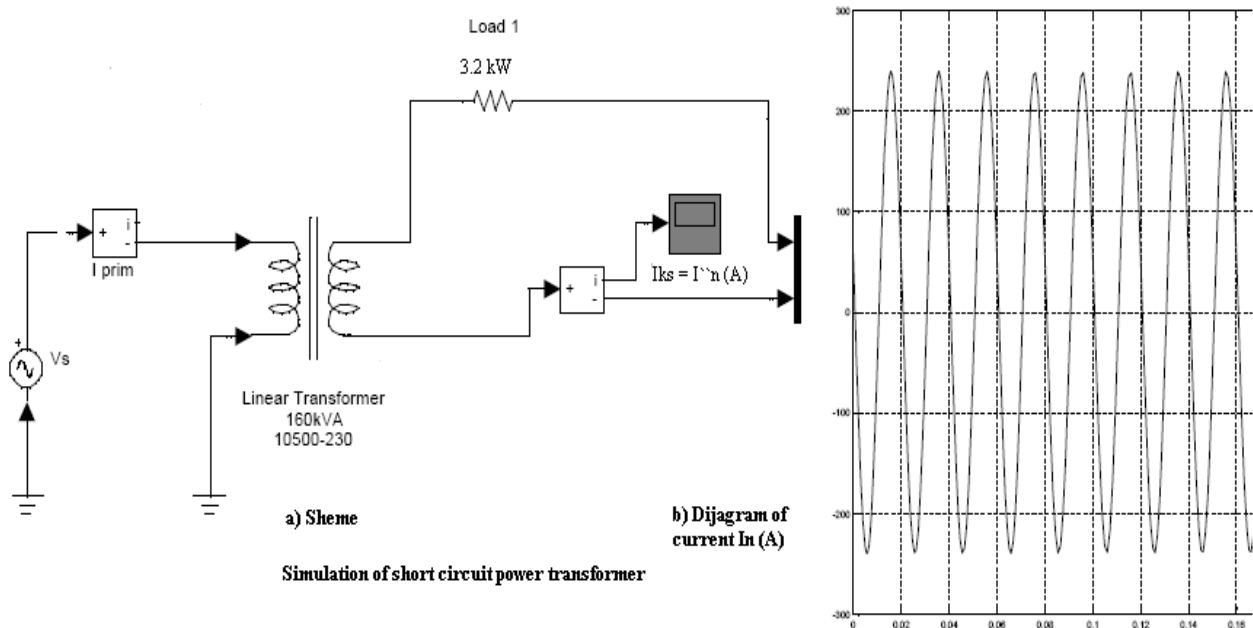 Load 1
3.2 kW
+
i
-
I prim
+
Vs
+
i
-
Iks = I``n (A)
Linear Transformer
160kVA
10500-230
a) Sheme
b) Dijagram of
current In (A)
Simulation of short circuit power transformer
300
200
100
0
-100
-200
-300
0 0.02 0.04 0.06 0.08 0.1 0.12 0.14 0.16